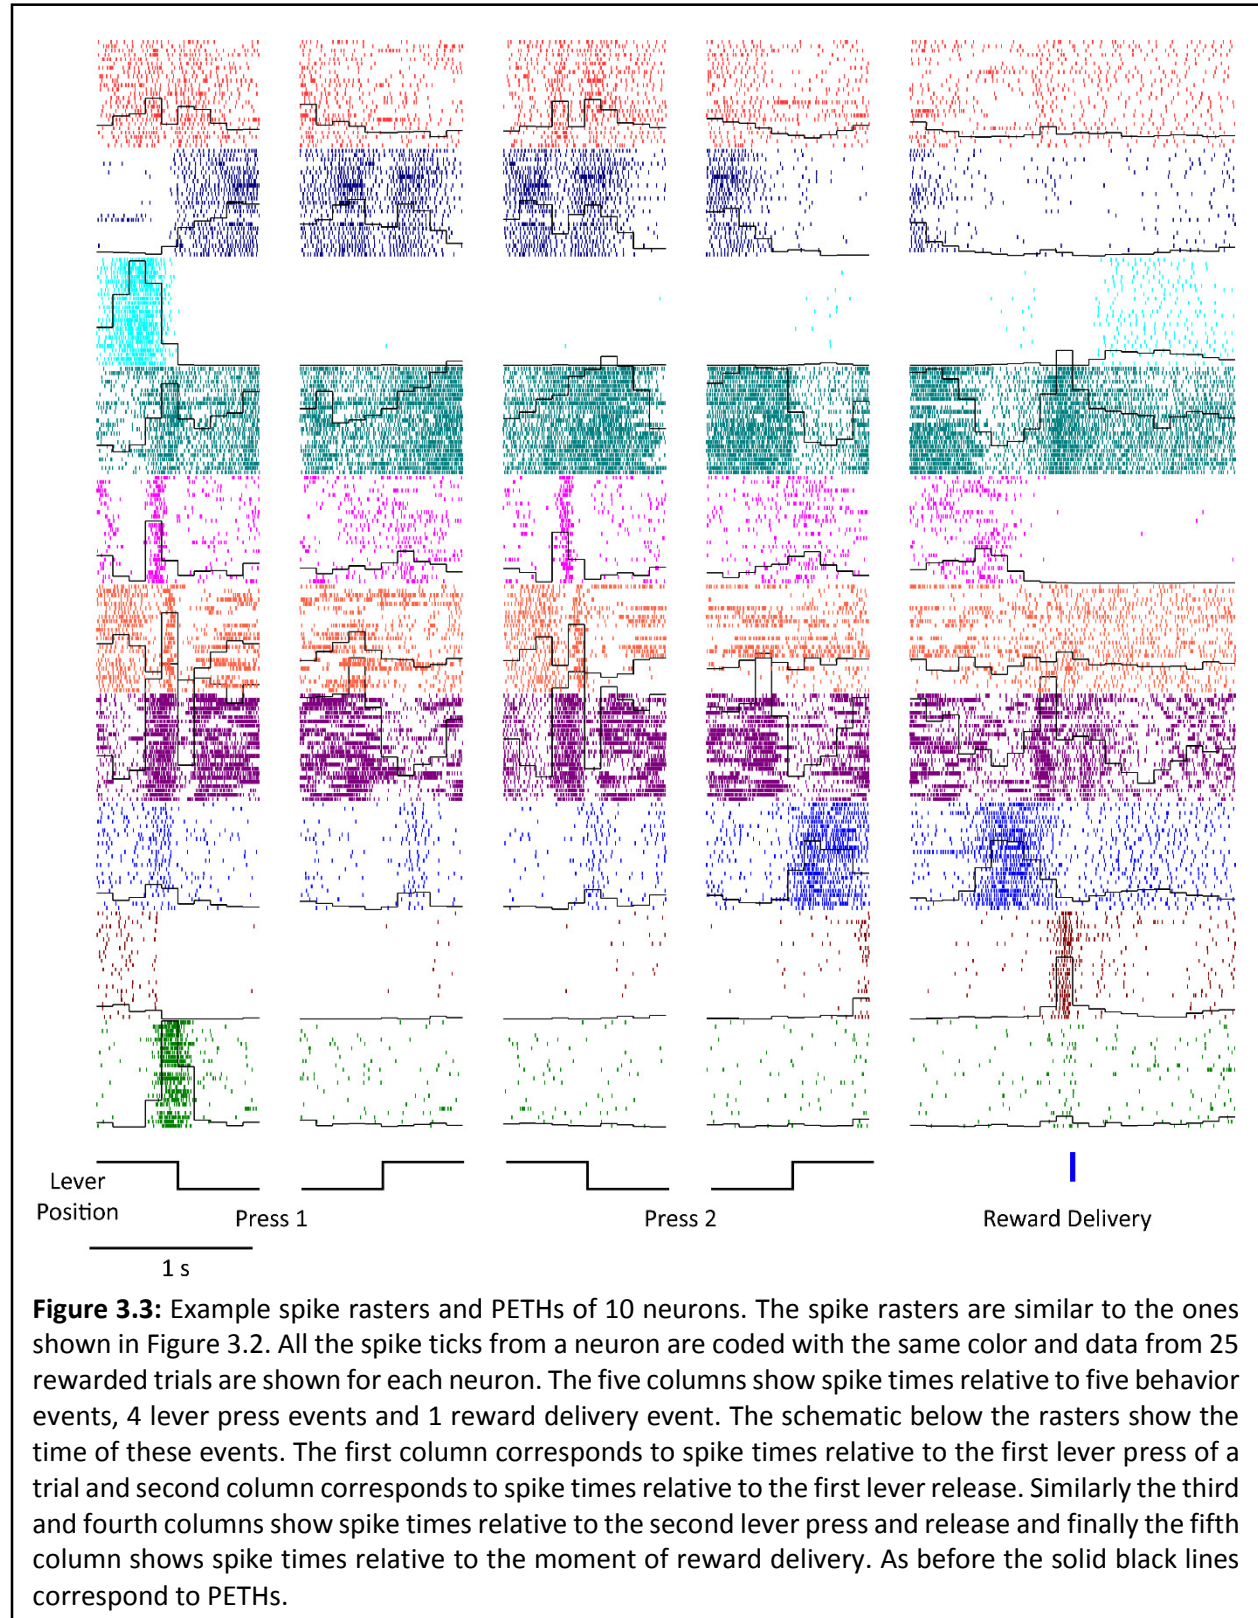 Lever
Position
Press 1
Press 2
Reward Delivery
1 s
Figure 3.3: Example spike rasters and PETHs of 10 neurons. The spike rasters are similar to the ones
shown in Figure 3.2. All the spike ticks from a neuron are coded with the same color and data from 25
rewarded trials are shown for each neuron. The five columns show spike times relative to five behavior
events, 4 lever press events and 1 reward delivery event. The schematic below the rasters show the
time of these events. The first column corresponds to spike times relative to the first lever press of a
trial and second column corresponds to spike times relative to the first lever release. Similarly the third
and fourth columns show spike times relative to the second lever press and release and finally the fifth
column shows spike times relative to the moment of reward delivery. As before the solid black lines
correspond to PETHs.